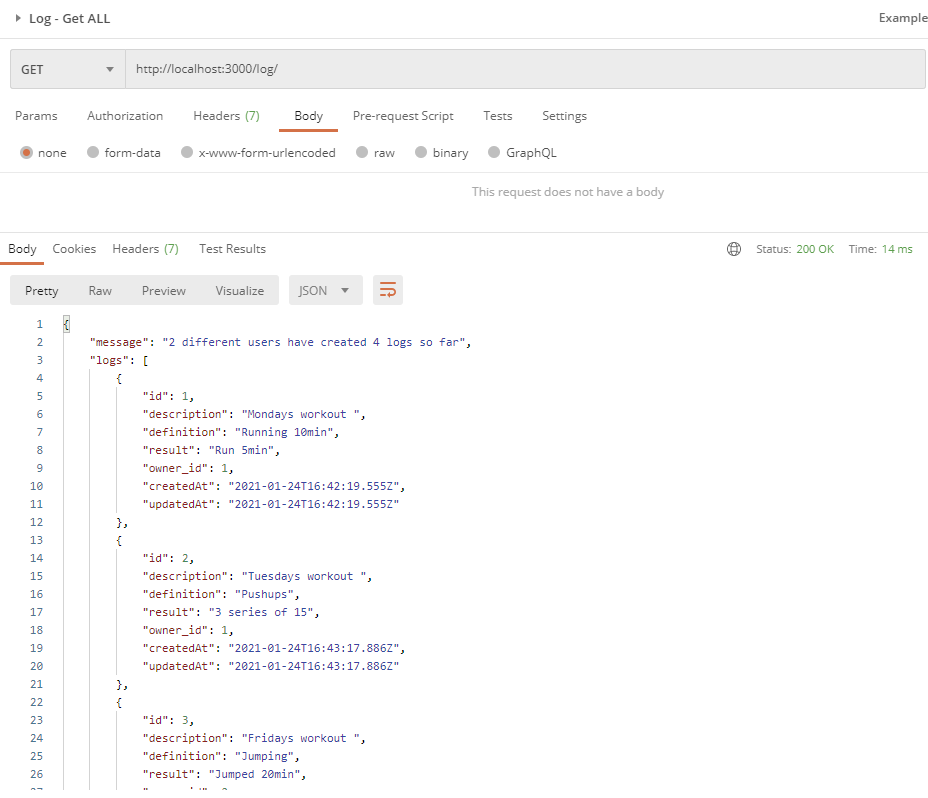 Log - Get ALL
Example
GET http://localhost:3000/log/
Params Authorization Headers (7) Body Pre-request Script Tests Settings
none form-data x-www-form-urlencoded raw binary GraphQL
This request does not have a body
Body Cookies Headers (7) Test Results Status: 200 OK Time: 14 ms
Pretty Raw Preview Visualize JSON
1 {
2 "message": "2 different users have created 4 logs so far",
3 "logs": [
4 {
5 "id": 1,
6 "description": "Mondays workout ",
7 "definition": "Running 10min",
8 "result": "Run 5min",
9 "owner_id": 1,
10 "createdAt": "2021-01-24T16:42:19.555Z",
11 "updatedAt": "2021-01-24T16:42:19.555Z"
12 },
13 {
14 "id": 2,
15 "description": "Tuesdays workout ",
16 "definition": "Pushups",
17 "result": "3 series of 15",
18 "owner_id": 1,
19 "createdAt": "2021-01-24T16:43:17.886Z",
20 "updatedAt": "2021-01-24T16:43:17.886Z"
21 },
22 {
23 "id": 3,
24 "description": "Fridays workout ",
25 "definition": "Jumping",
26 "result": "Jumped 20min",